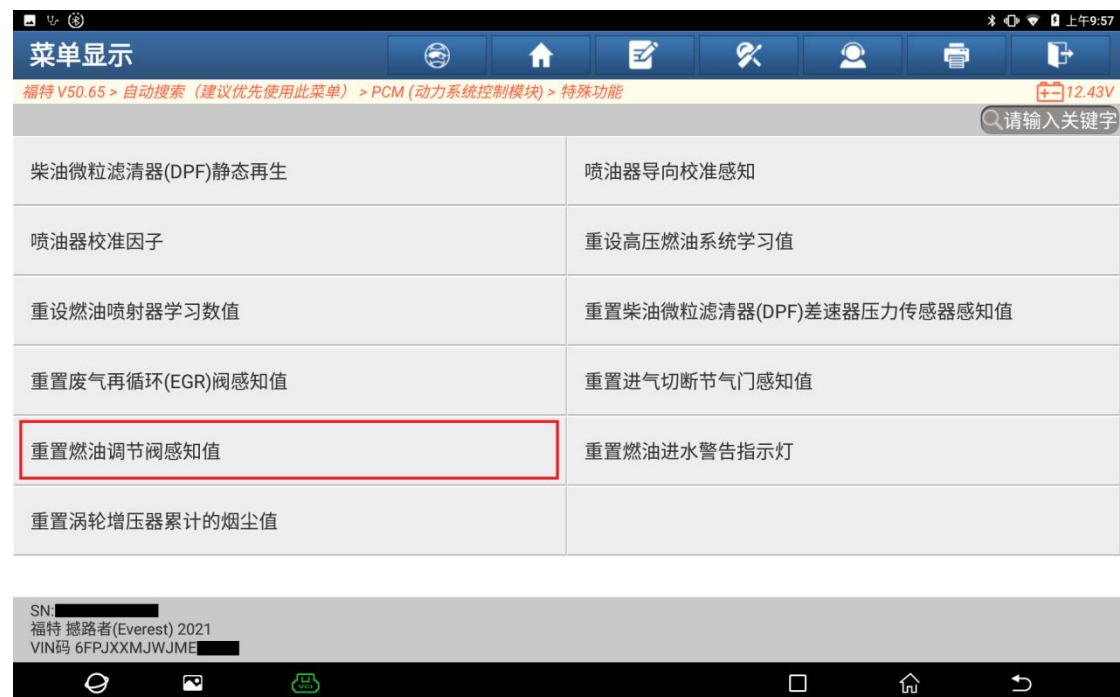 上午9:57
菜单显示
福特 V50.65 > 自动搜索（建议优先使用此菜单）> PCM (动力系统控制模块) > 特殊功能
12.43V
请输入关键字
柴油微粒滤清器(DPF)静态再生
喷油器导向校准感知
喷油器校准因子
重设高压燃油系统学习值
重设燃油喷射器学习数值
重置柴油微粒滤清器(DPF)差速器压力传感器感知值
重置废气再循环(EGR)阀感知值
重置进气切断节气门感知值
重置燃油调节阀感知值
重置燃油进水警告指示灯
重置涡轮增压器累计的烟尘值
SN:
福特 撼路者(Everest) 2021
VIN码 6FPJXXMJWJME
VCI